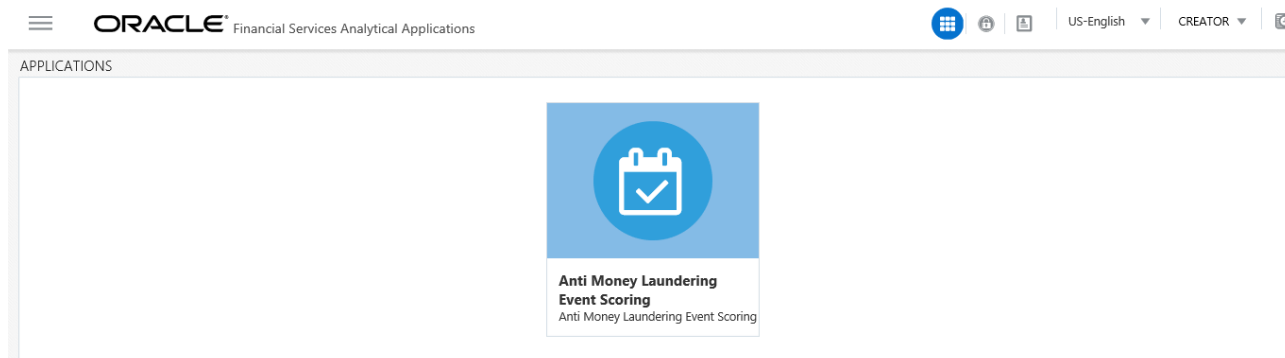 ORACLE® Financial Services Analytical Applications
US-English
CREATOR
APPLICATIONS
Anti Money Laundering
Event Scoring
Anti Money Laundering Event Scoring